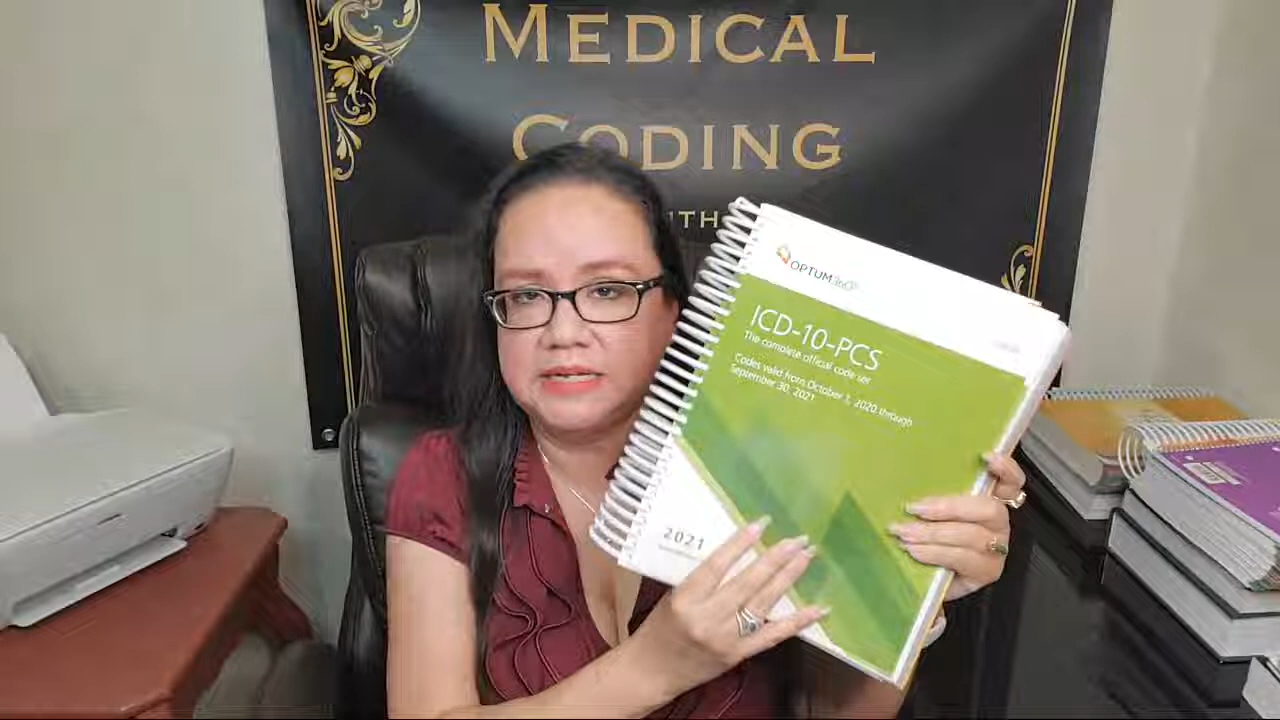 MEDICAL
CODING
OPTUM360°
ICD-10-PCS
The complete official code set
Codes valid from October 1, 2020 through
September 30, 2021
2021